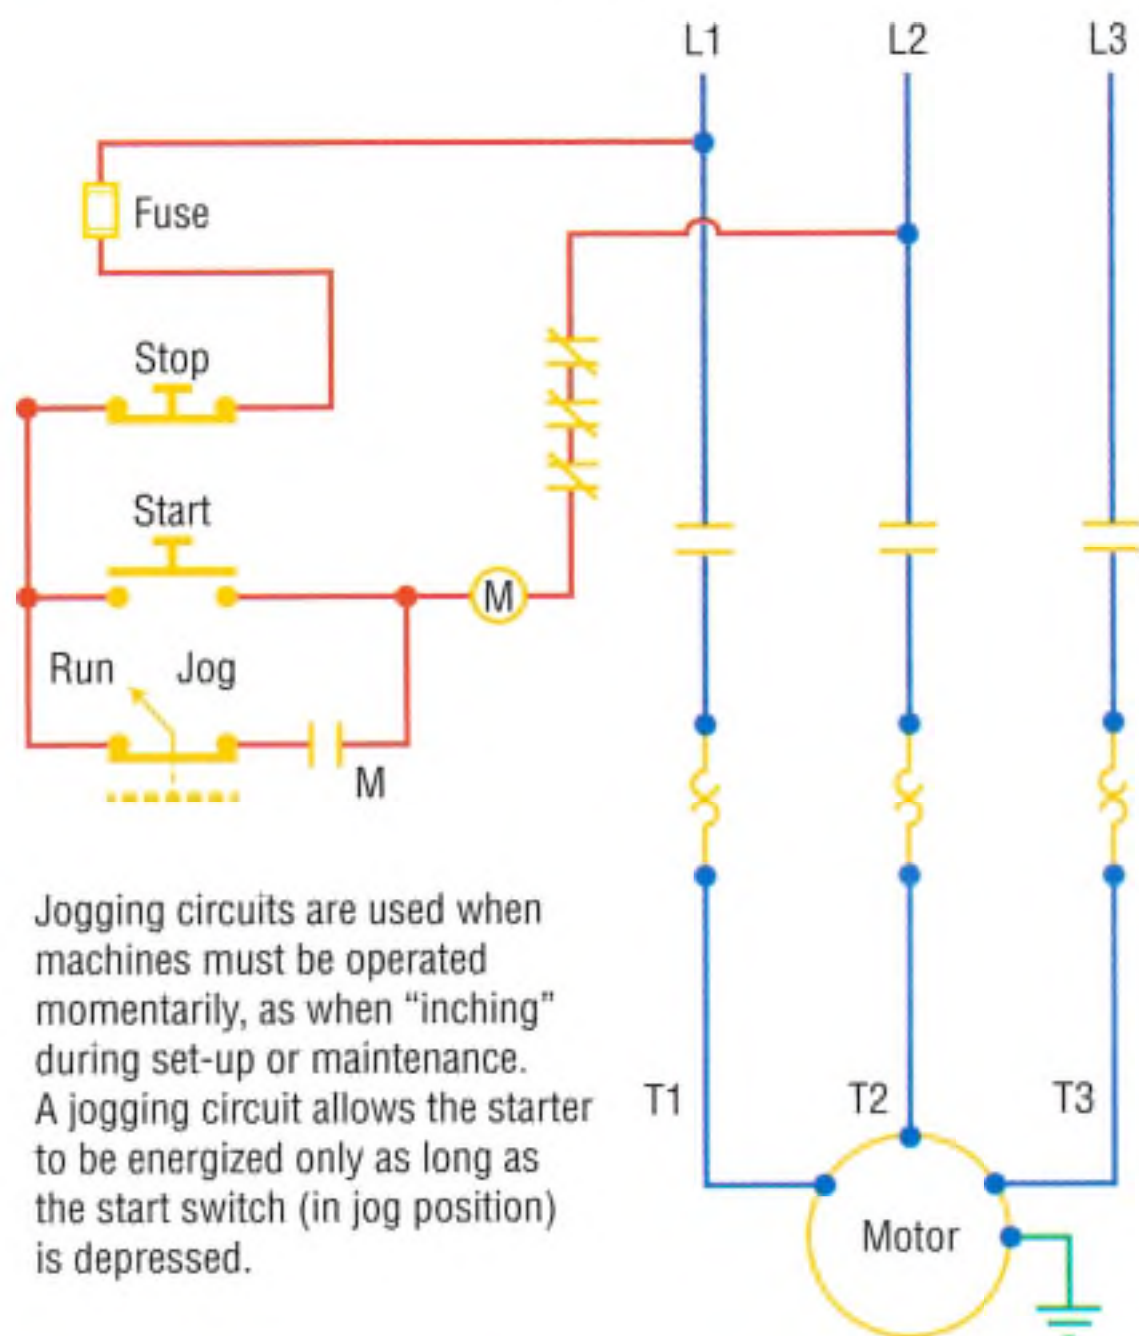 L1
L2
L3
Fuse
Stop
Start
M
Run
Jog
M
Jogging circuits are used when
machines must be operated
momentarily, as when “inching”
during set-up or maintenance.
A jogging circuit allows the starter
to be energized only as long as
the start switch (in jog position)
is depressed.
T1
T2
T3
Motor